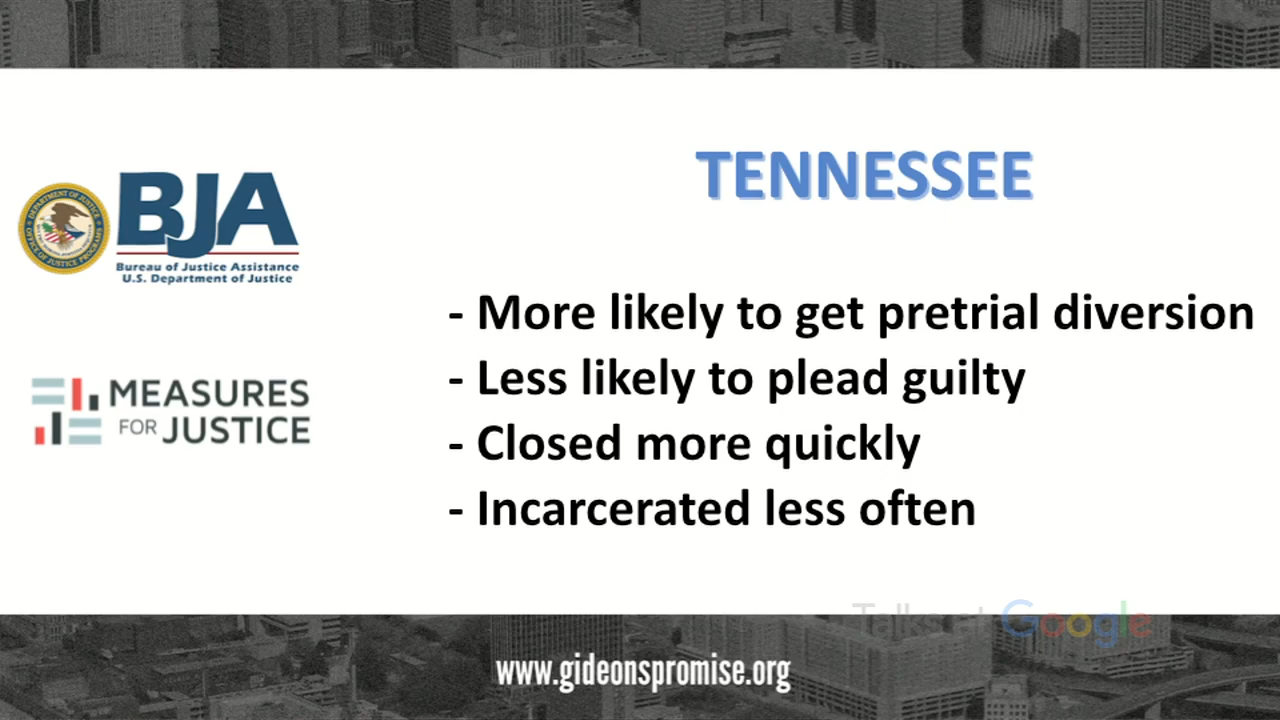 TENNESSEE
BJA
Bureau of Justice Assistance
U.S. Department of Justice
MEASURES
FOR JUSTICE
- More likely to get pretrial diversion
- Less likely to plead guilty
- Closed more quickly
- Incarcerated less often
Talks at Google
www.gideonspromise.org